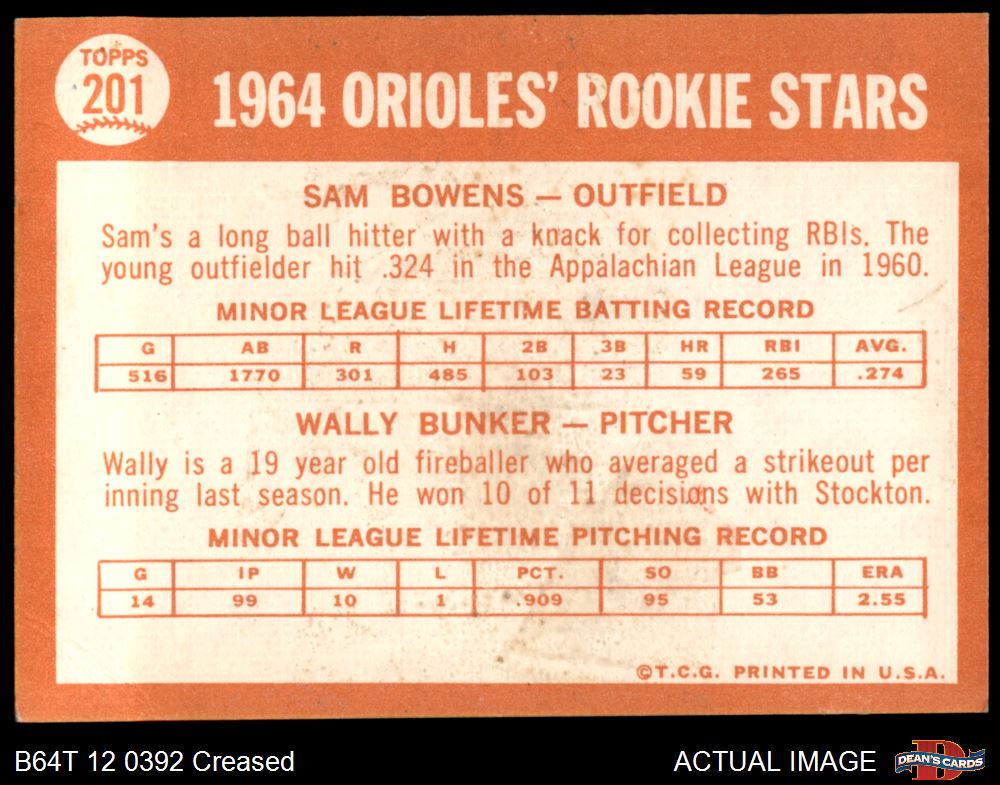 TOPPS
201
1964 ORIOLES' ROOKIE STARS
SAM BOWENS — OUTFIELD
Sam's a long ball hitter with a knack for collecting RBIs. The
young outfielder hit .324 in the Appalachian League in 1960.
MINOR LEAGUE LIFETIME BATTING RECORD
G AB R H 2B 3B HR RBI AVG.
516 1770 301 485 103 23 59 265 .274
WALLY BUNKER — PITCHER
Wally is a 19 year old fireballer who averaged a strikeout per
inning last season. He won 10 of 11 decisions with Stockton.
MINOR LEAGUE LIFETIME PITCHING RECORD
G IP W L PCT. SO BB ERA
14 99 10 1 .909 95 53 2.55
©T.C.G. PRINTED IN U.S.A.
B64T 12 0392 Creased
ACTUAL IMAGE
D
DEAN'S CARDS